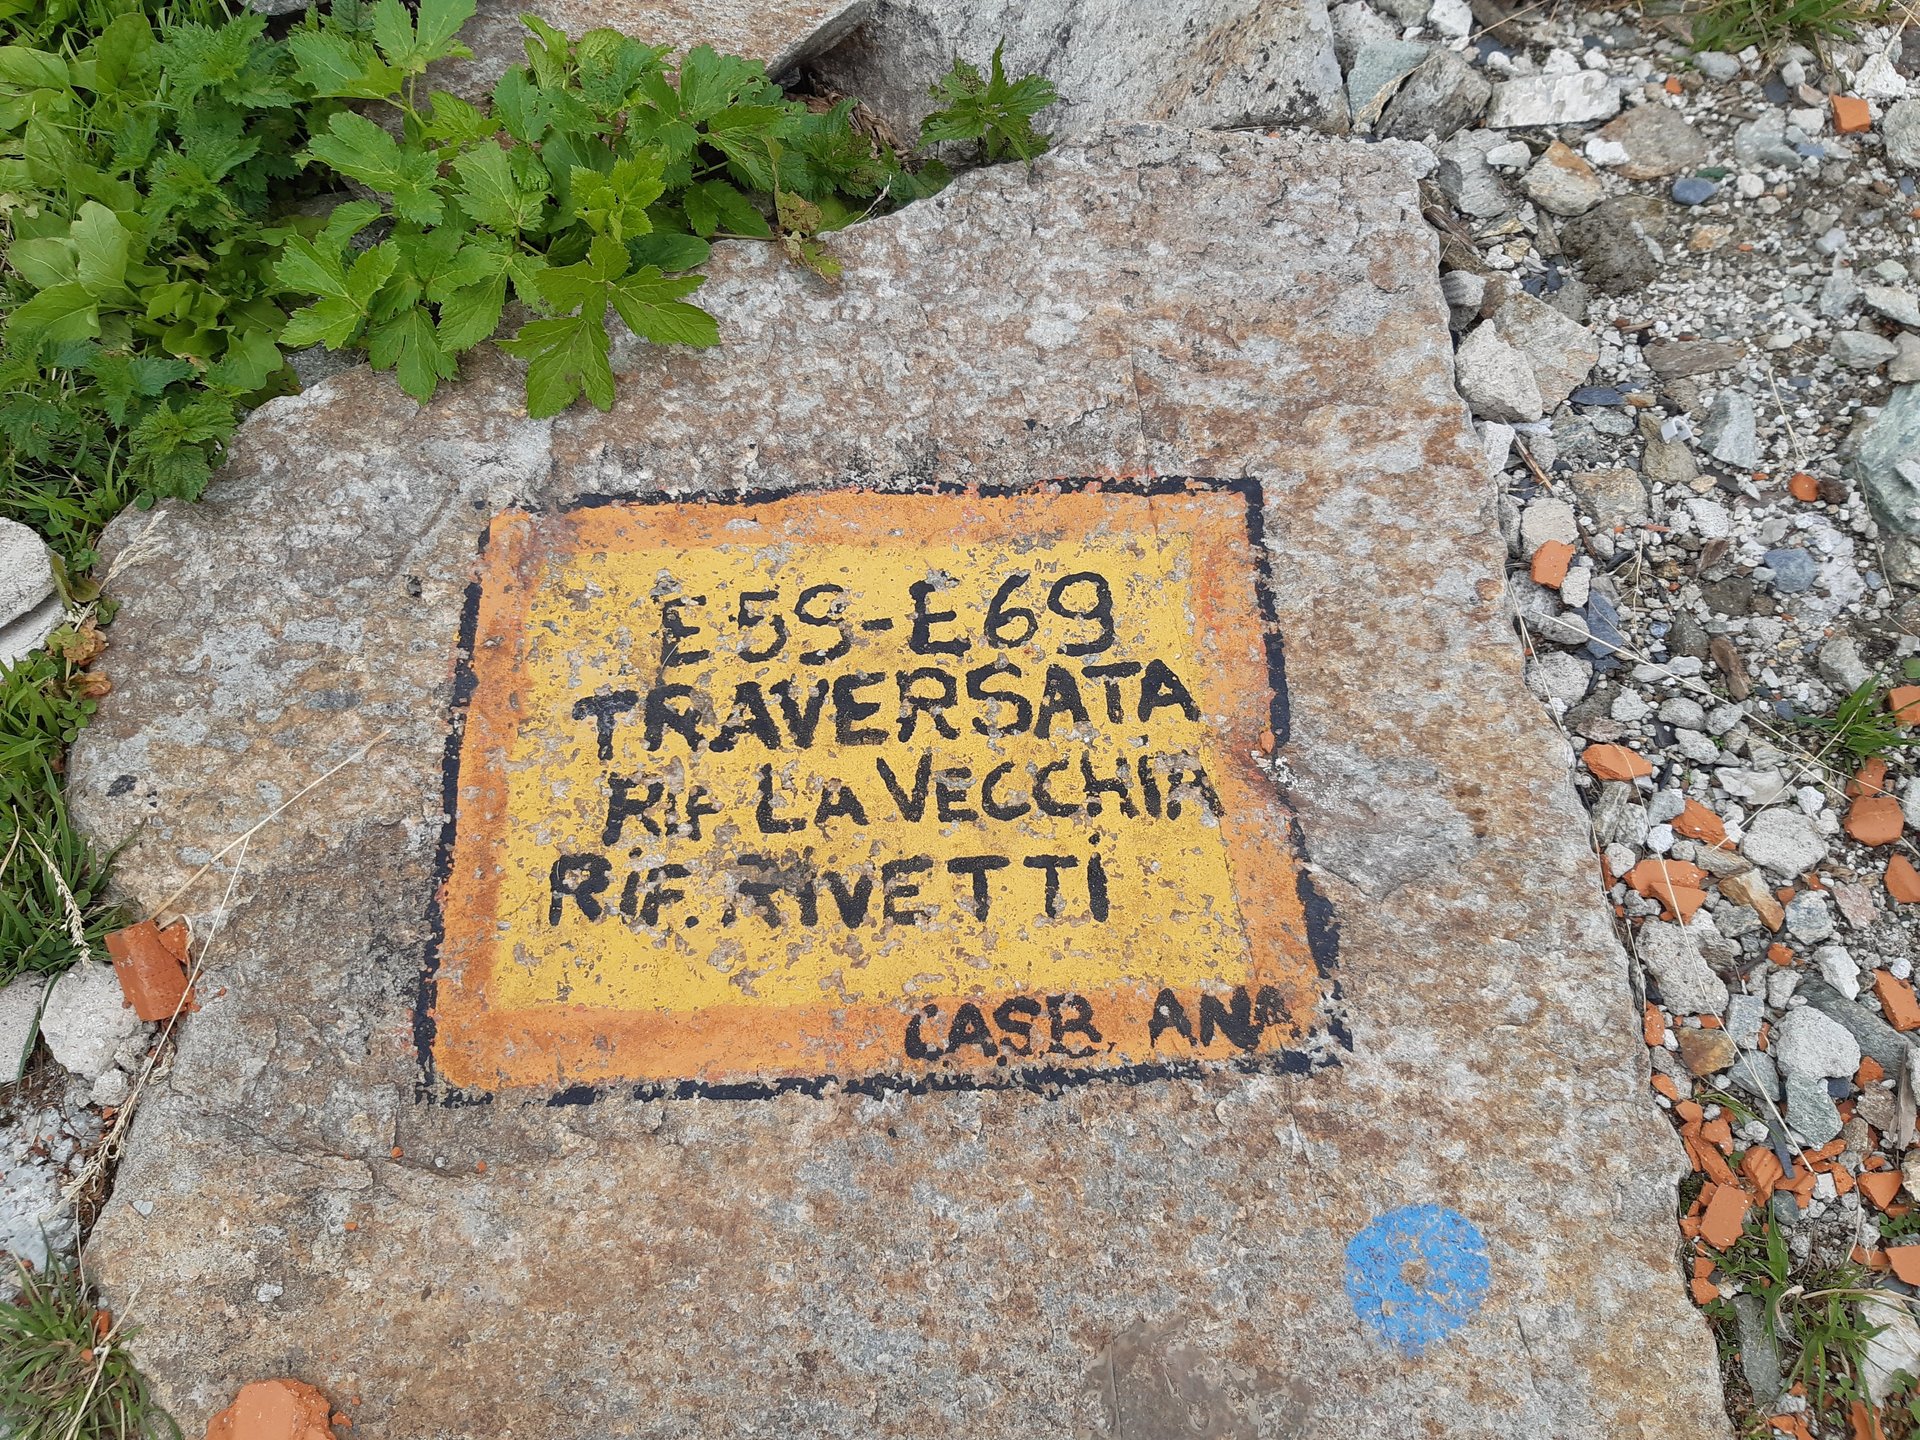 E59-E69
TRAVERSATA
RIF LA VECCHIA
RIF. RIVETTI
CASB ANA